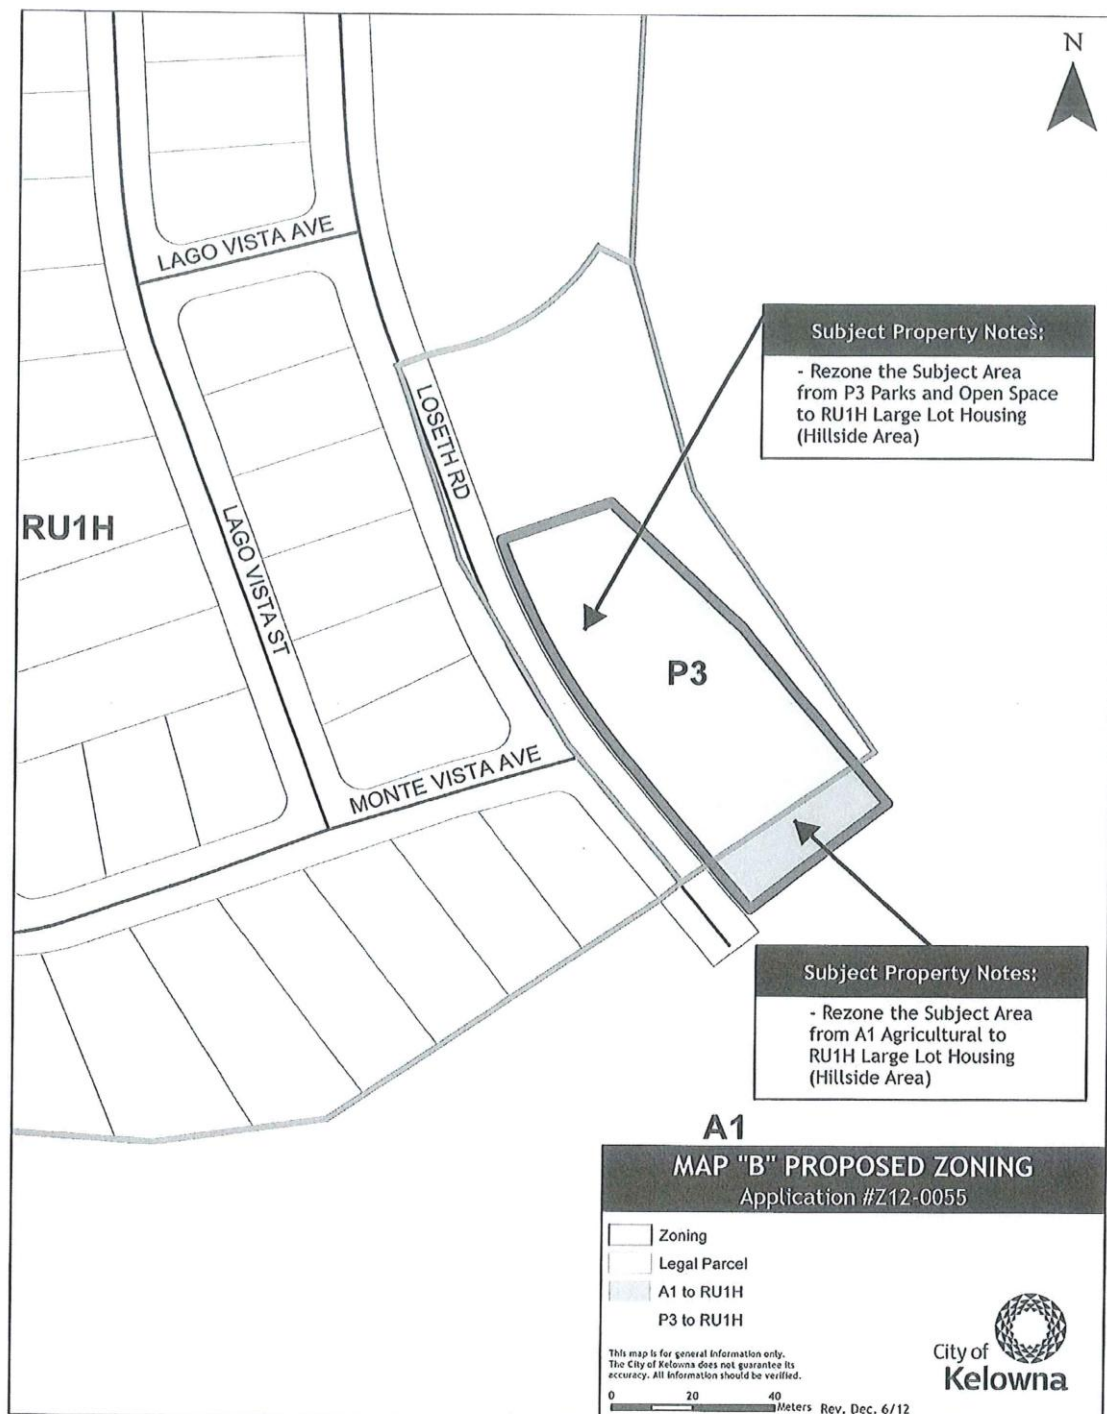 N
LAGO VISTA AVE
Subject Property Notes:
- Rezone the Subject Area
from P3 Parks and Open Space
to RU1H Large Lot Housing
(Hillside Area)
LOSETH RD
RU1H
LAGO VISTA ST
P3
MONTE VISTA AVE
Subject Property Notes:
- Rezone the Subject Area
from A1 Agricultural to
RU1H Large Lot Housing
(Hillside Area)
A1
MAP "B" PROPOSED ZONING
Application #Z12-0055
Zoning
Legal Parcel
A1 to RU1H
P3 to RU1H
This map is for general information only.
The City of Kelowna does not guarantee its
accuracy. All information should be verified.
0 20 40
Meters Rev. Dec. 6/12
City of
Kelowna